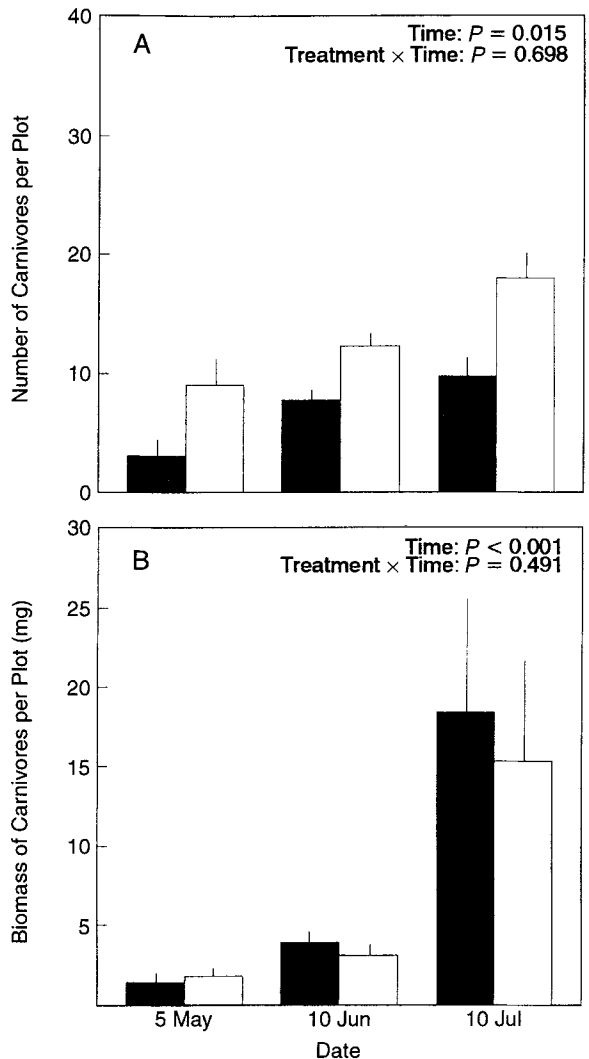 A
Time: P = 0.015
Treatment × Time: P = 0.698
Number of Carnivores per Plot
40
30
20
10
0
B
Time: P < 0.001
Treatment × Time: P = 0.491
Biomass of Carnivores per Plot (mg)
30
25
20
15
10
5
5 May 10 Jun 10 Jul
Date